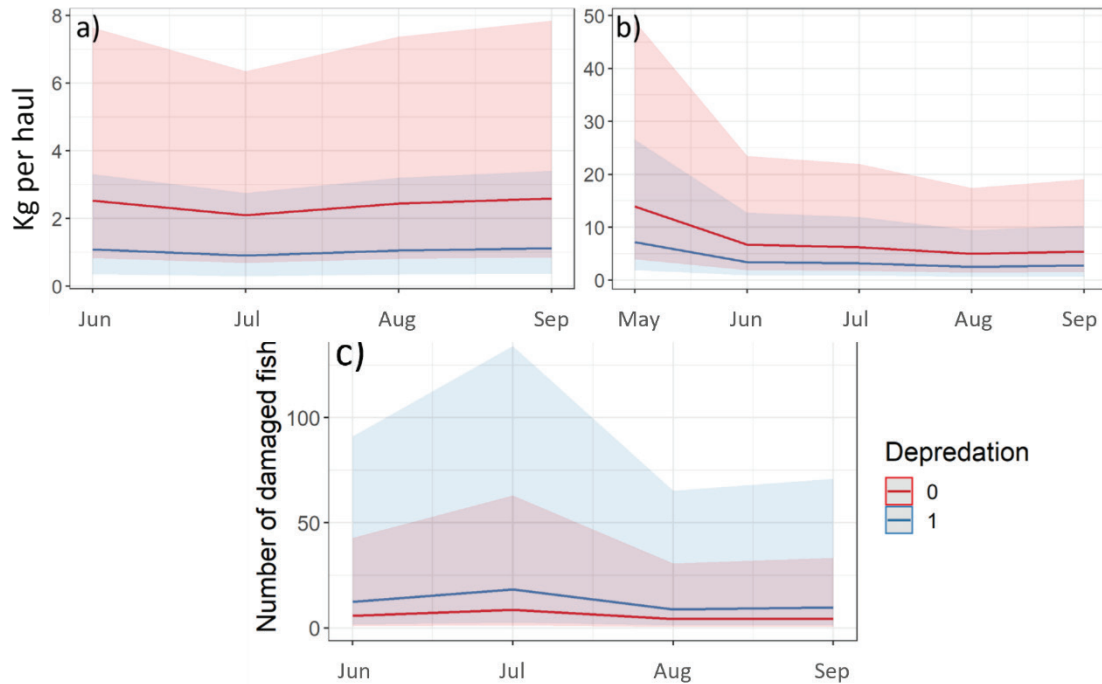 a)
8
6
4
2
0
Kg per haul
Jun Jul Aug Sep
b)
50
40
30
20
10
0
May Jun Jul Aug Sep
c)
100
50
0
Number of damaged fish
Jun Jul Aug Sep
Depredation
0
1